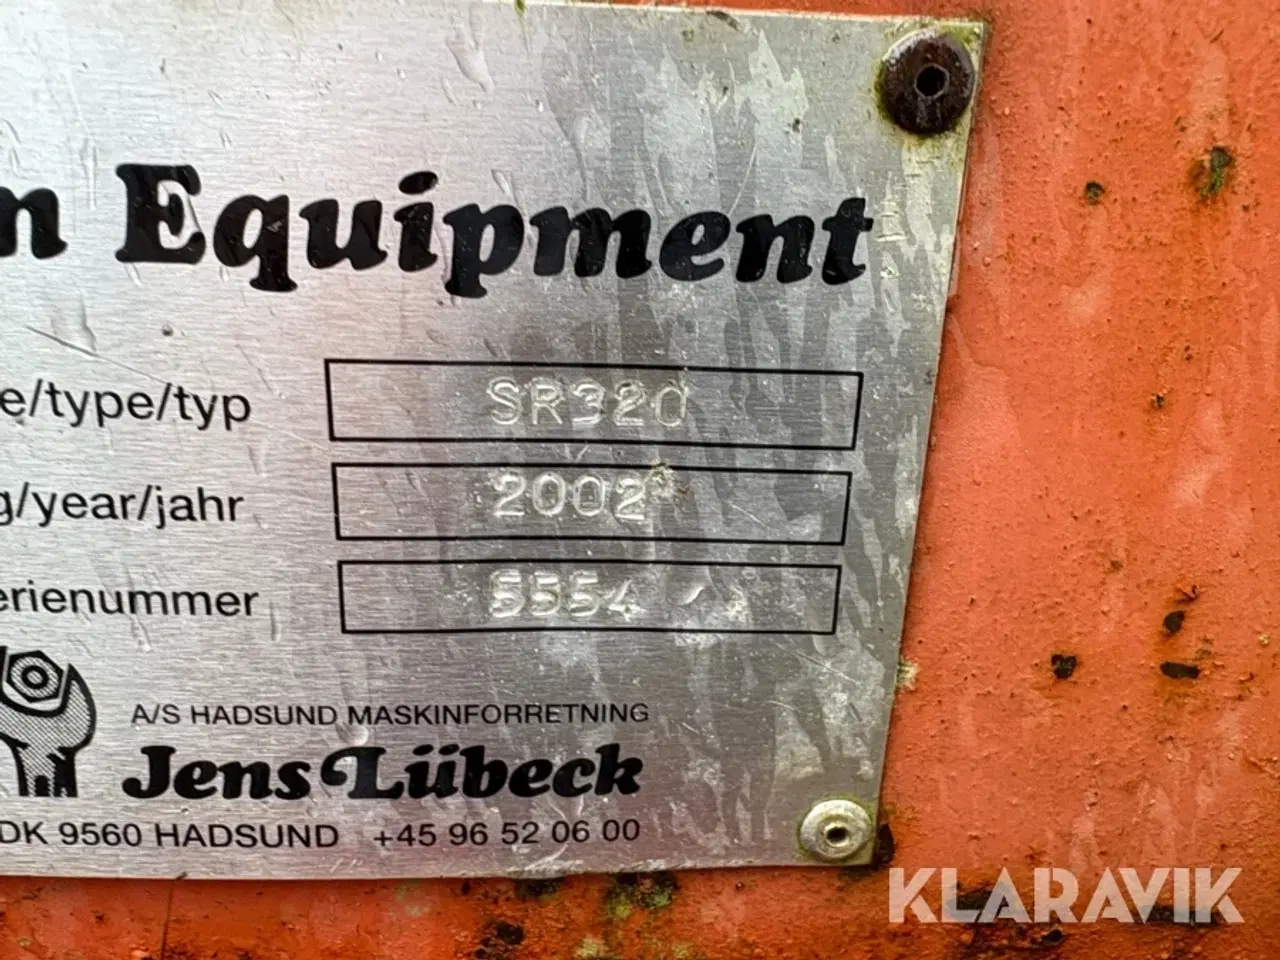 n Equipment
e/type/typ SR320
g/year/jahr 2002
erienummer 5554
A/S HADSUND MASKINFORRETNING
Jens Lübeck
DK 9560 HADSUND +45 96 52 06 00
KLARAVIK